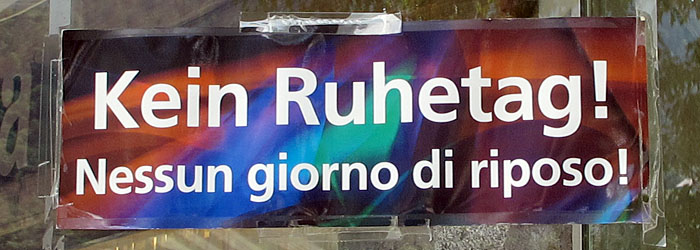 Kein Ruhetag!
Nessun giorno di riposo!